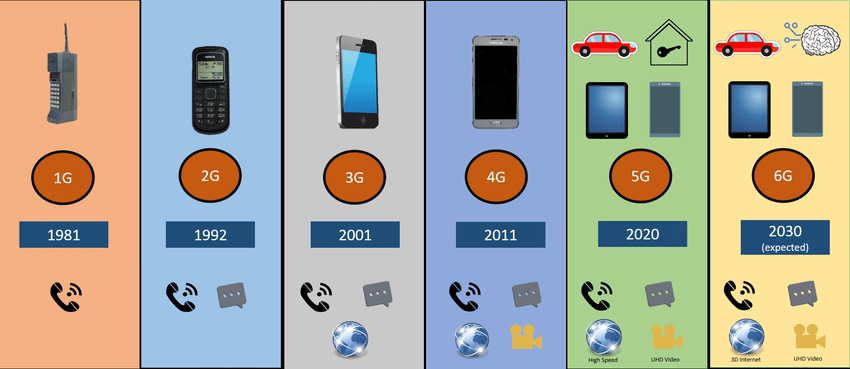 1G
1981
2G
1992
3G
2001
4G
2011
5G
2020
High Speed
UHD Video
6G
2030
(expected)
3D internet
UHD Video